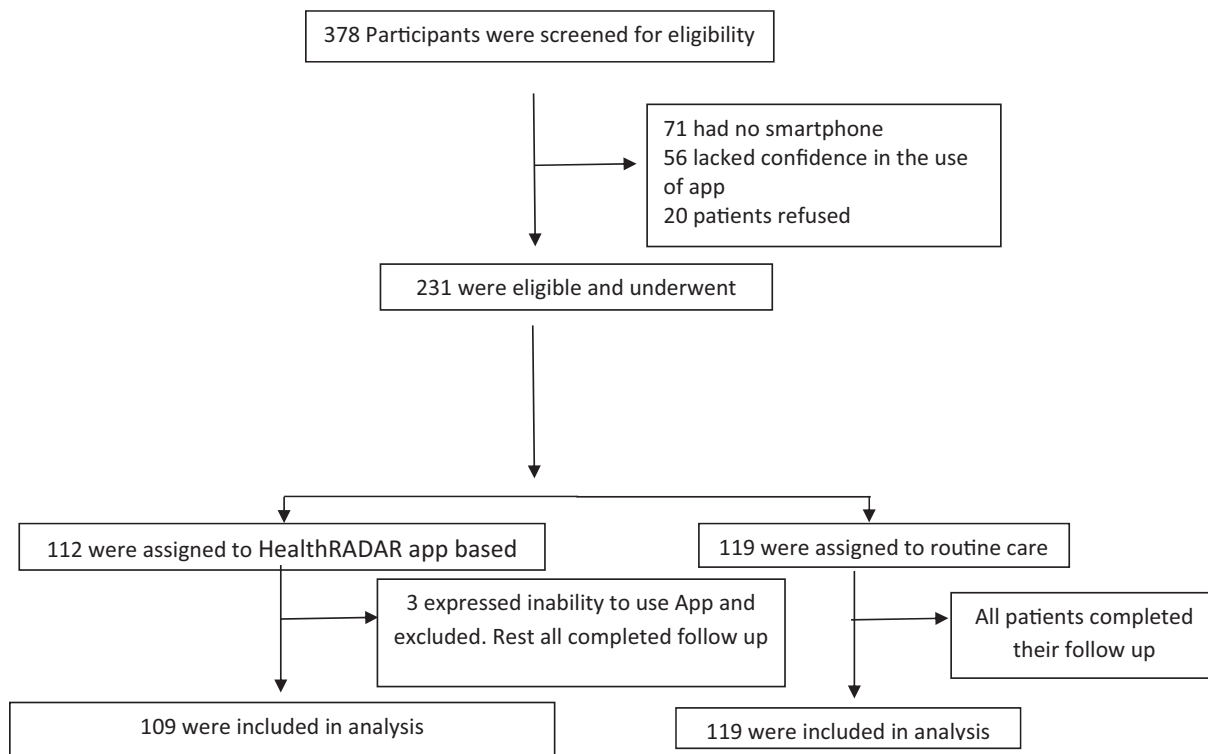 378 Participants were screened for eligibility
71 had no smartphone
56 lacked confidence in the use
of app
20 patients refused
231 were eligible and underwent
112 were assigned to HealthRADAR app based
119 were assigned to routine care
3 expressed inability to use App and
excluded. Rest all completed follow up
All patients completed
their follow up
109 were included in analysis
119 were included in analysis